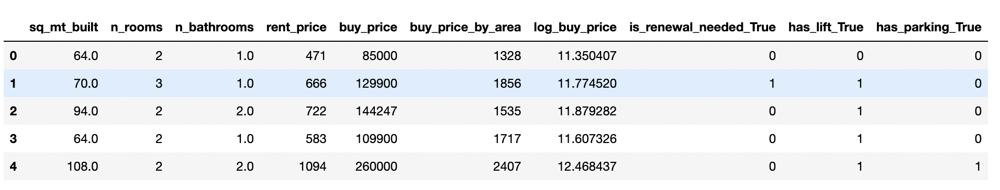 sq_mt_built n_rooms n_bathrooms rent_price buy_price buy_price_by_area log_buy_price is_renewal_needed_True has_lift_True has_parking_True
0 64.0 2 1.0 471 85000 1328 11.350407 0 0 0
1 70.0 3 1.0 666 129900 1856 11.774520 1 1 0
2 94.0 2 2.0 722 144247 1535 11.879282 0 1 0
3 64.0 2 1.0 583 109900 1717 11.607326 0 1 0
4 108.0 2 2.0 1094 260000 2407 12.468437 0 1 1